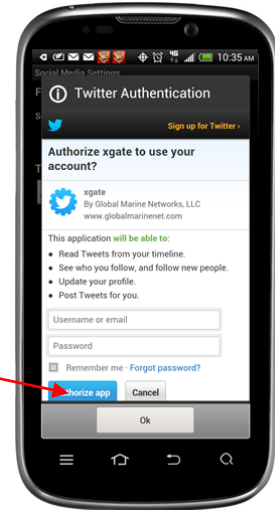 4G 10:35 AM
Social Media Settings
Twitter Authentication
Sign up for Twitter ›
Authorize xgate to use your
account?
xgate
By Global Marine Networks, LLC
www.globalmarinenet.com
This application will be able to:
• Read Tweets from your timeline.
• See who you follow, and follow new people.
• Update your profile.
• Post Tweets for you.
Username or email
Password
Remember me · Forgot password?
app Cancel
Ok